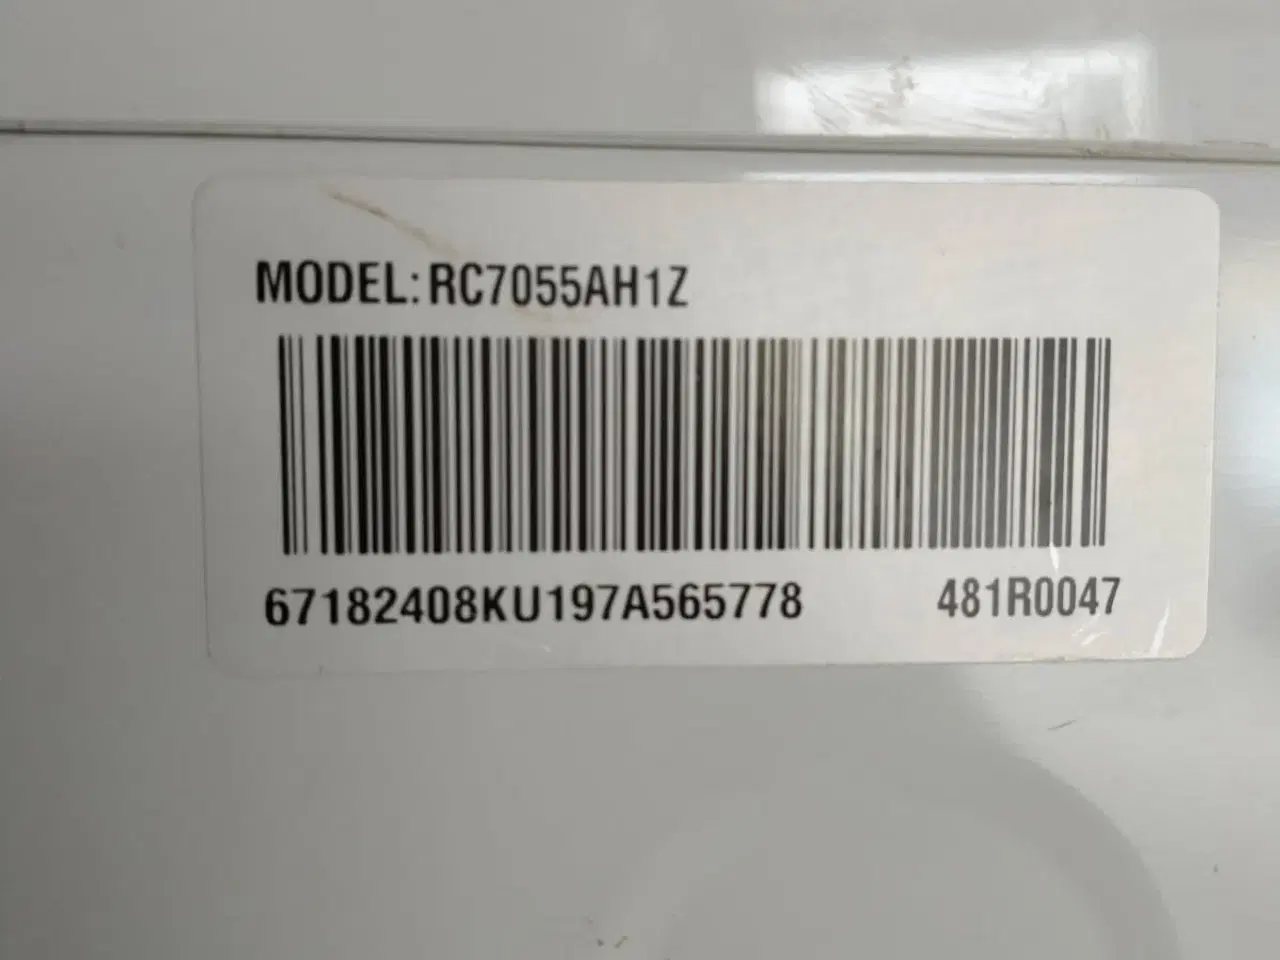 MODEL: RC7055AH1Z
67182408KU197A565778 481R0047